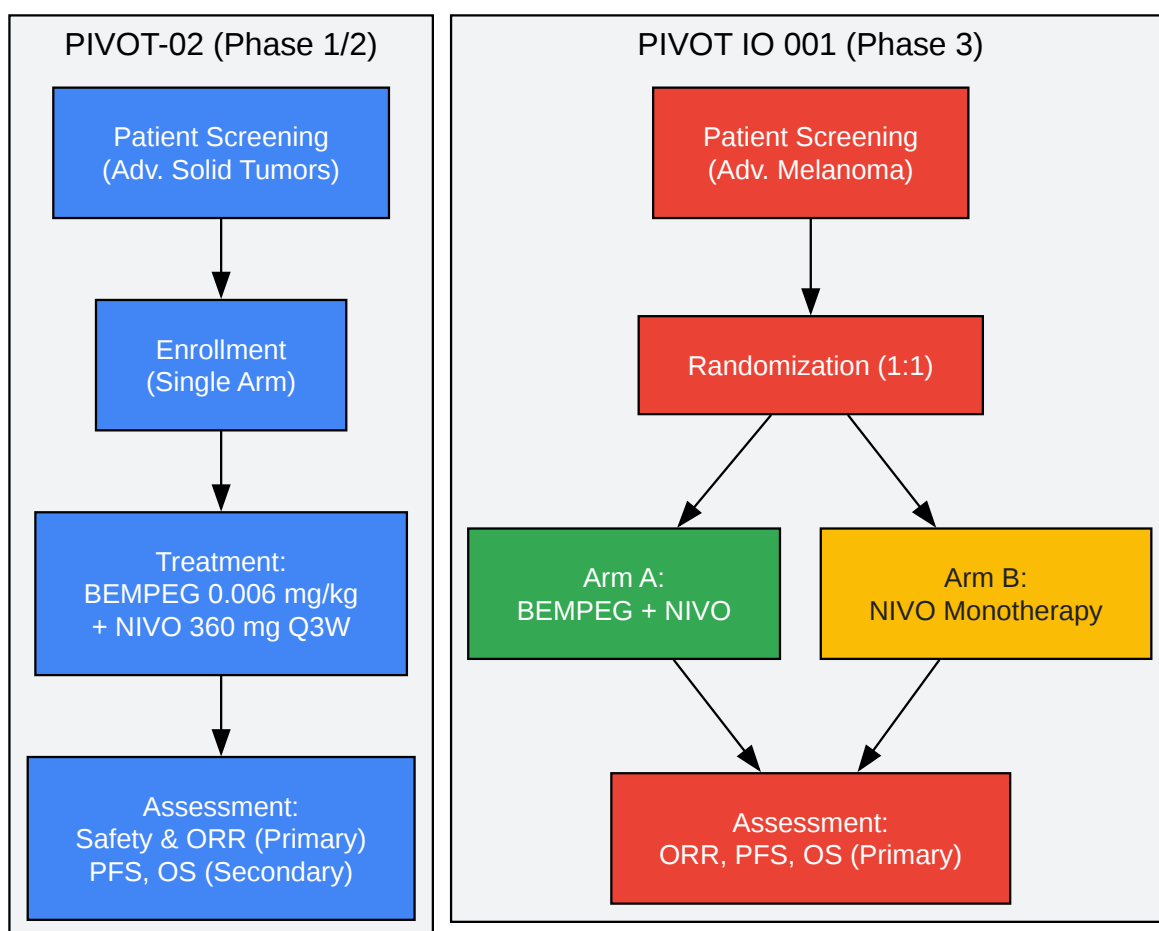 PIVOT-02 (Phase 1/2)
Patient Screening
(Adv. Solid Tumors)
Enrollment
(Single Arm)
Treatment:
BEMPEG 0.006 mg/kg
+ NIVO 360 mg Q3W
Assessment:
Safety & ORR (Primary)
PFS, OS (Secondary)
PIVOT IO 001 (Phase 3)
Patient Screening
(Adv. Melanoma)
Randomization (1:1)
Arm A:
BEMPEG + NIVO
Arm B:
NIVO Monotherapy
Assessment:
ORR, PFS, OS (Primary)